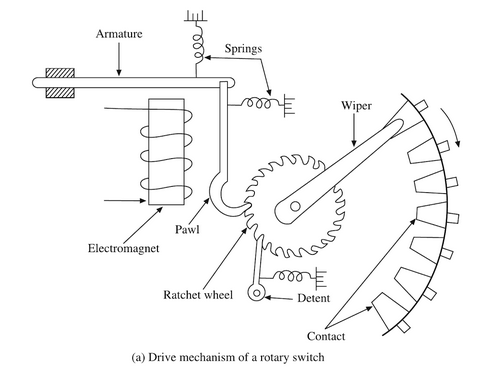 Armature
Springs
Wiper
Electromagnet
Pawl
Ratchet wheel
Detent
Contact
(a) Drive mechanism of a rotary switch